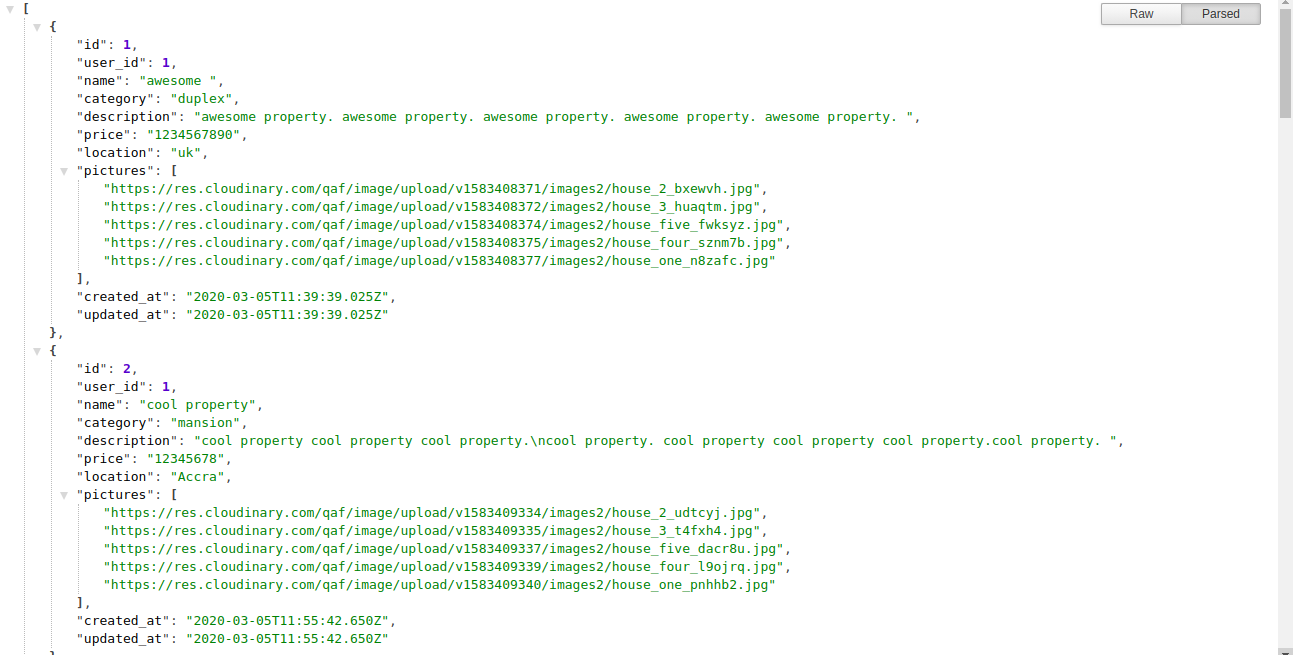 [
Raw Parsed
{
"id": 1,
"user_id": 1,
"name": "awesome ",
"category": "duplex",
"description": "awesome property. awesome property. awesome property. awesome property. awesome property. ",
"price": "1234567890",
"location": "uk",
"pictures": [
"https://res.cloudinary.com/qaf/image/upload/v1583408371/images2/house_2_bxewvh.jpg",
"https://res.cloudinary.com/qaf/image/upload/v1583408372/images2/house_3_huaqtm.jpg",
"https://res.cloudinary.com/qaf/image/upload/v1583408374/images2/house_five_fwksyz.jpg",
"https://res.cloudinary.com/qaf/image/upload/v1583408375/images2/house_four_sznm7b.jpg",
"https://res.cloudinary.com/qaf/image/upload/v1583408377/images2/house_one_n8zafc.jpg"
],
"created_at": "2020-03-05T11:39:39.025Z",
"updated_at": "2020-03-05T11:39:39.025Z"
},
{
"id": 2,
"user_id": 1,
"name": "cool property",
"category": "mansion",
"description": "cool property cool property cool property.\ncool property. cool property cool property cool property.cool property. ",
"price": "12345678",
"location": "Accra",
"pictures": [
"https://res.cloudinary.com/qaf/image/upload/v1583409334/images2/house_2_udtcyj.jpg",
"https://res.cloudinary.com/qaf/image/upload/v1583409335/images2/house_3_t4fxh4.jpg",
"https://res.cloudinary.com/qaf/image/upload/v1583409337/images2/house_five_dacr8u.jpg",
"https://res.cloudinary.com/qaf/image/upload/v1583409339/images2/house_four_l9ojrq.jpg",
"https://res.cloudinary.com/qaf/image/upload/v1583409340/images2/house_one_pnhhb2.jpg"
],
"created_at": "2020-03-05T11:55:42.650Z",
"updated_at": "2020-03-05T11:55:42.650Z"